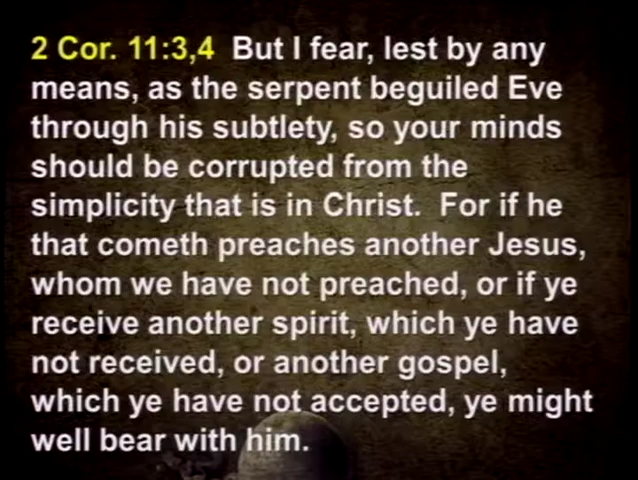 2 Cor. 11:3,4  But I fear, lest by any
means, as the serpent beguiled Eve
through his subtlety, so your minds
should be corrupted from the
simplicity that is in Christ.  For if he
that cometh preaches another Jesus,
whom we have not preached, or if ye
receive another spirit, which ye have
not received, or another gospel,
which ye have not accepted, ye might
well bear with him.